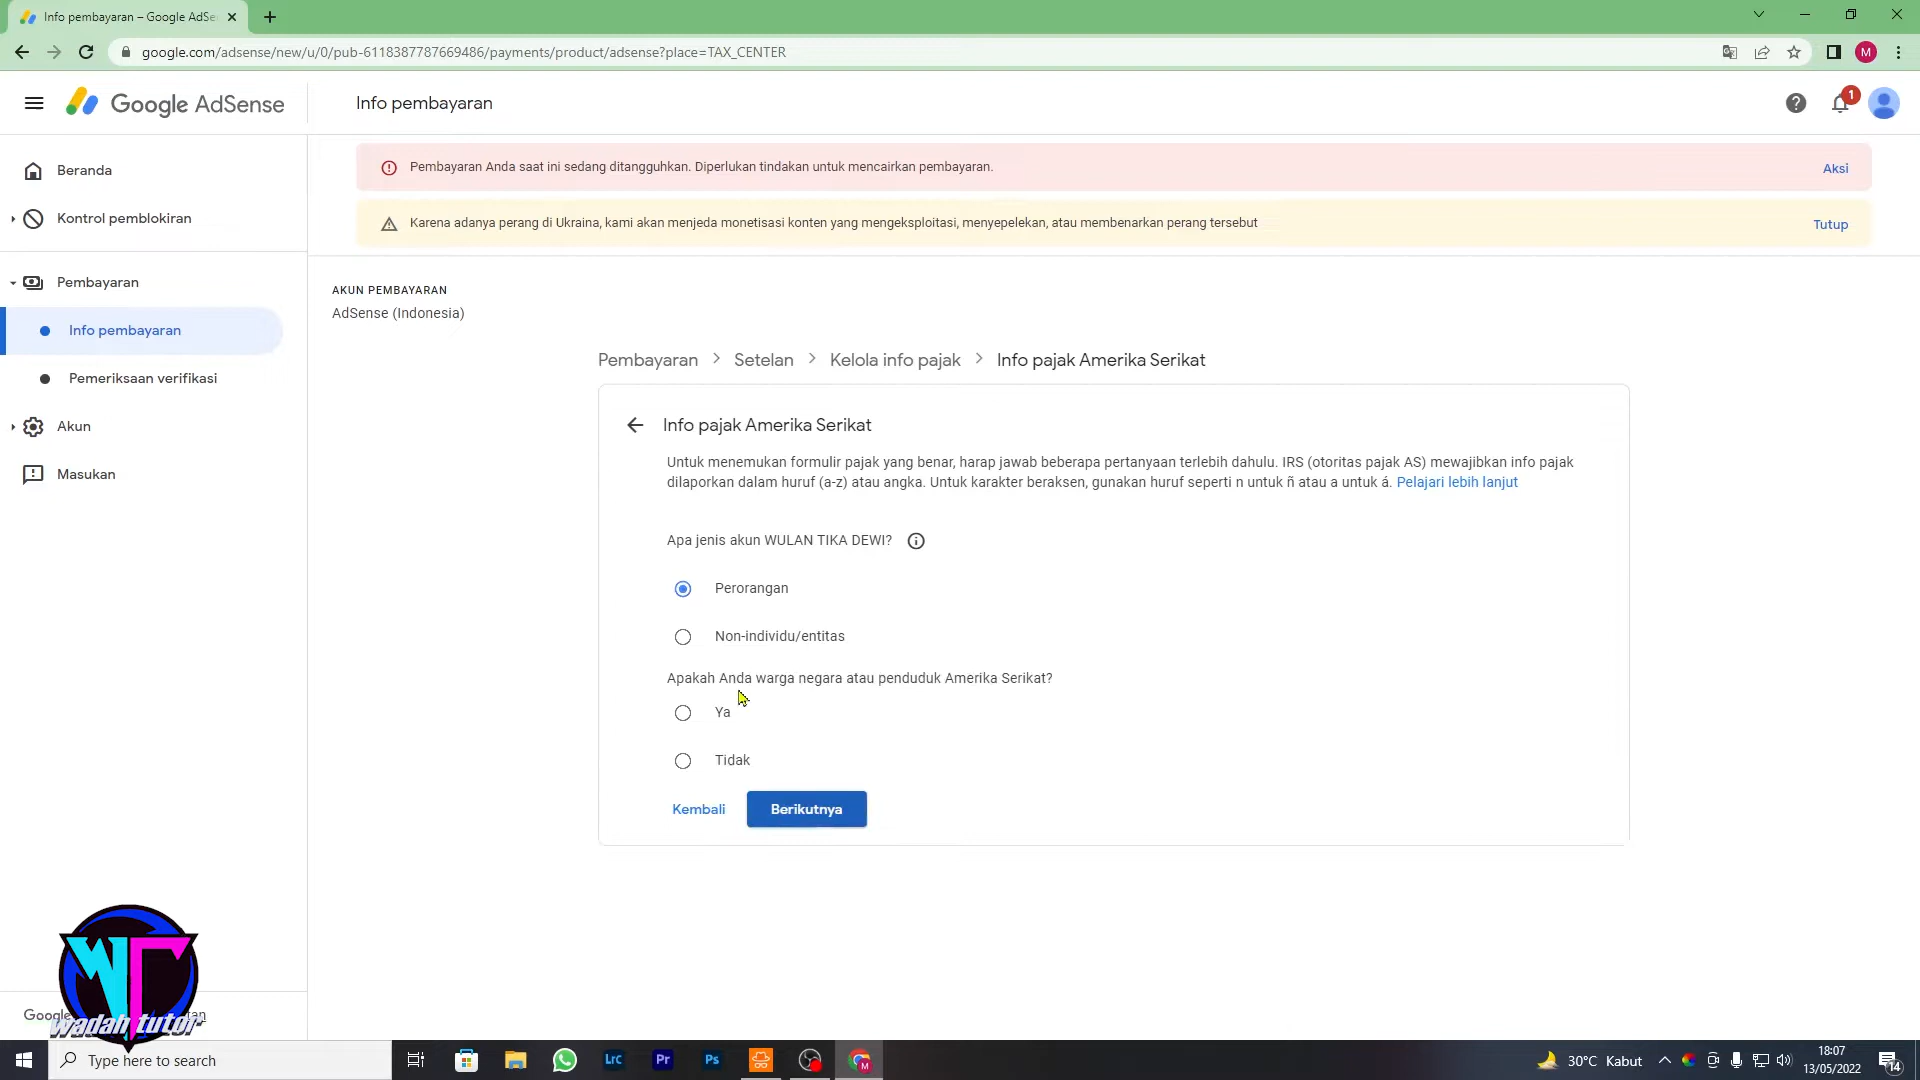 Info pembayaran – Google AdSe
google.com/adsense/new/u/0/pub-6118387787669486/payments/product/adsense?place=TAX_CENTER
M
Google AdSense
Info pembayaran
1
Beranda
Kontrol pemblokiran
Pembayaran
Info pembayaran
Pemeriksaan verifikasi
Akun
Masukan
Pembayaran Anda saat ini sedang ditangguhkan. Diperlukan tindakan untuk mencairkan pembayaran.
Aksi
Karena adanya perang di Ukraina, kami akan menjeda monetisasi konten yang mengeksploitasi, menyepelekan, atau membenarkan perang tersebut
Tutup
AKUN PEMBAYARAN
AdSense (Indonesia)
Pembayaran > Setelan > Kelola info pajak > Info pajak Amerika Serikat
Info pajak Amerika Serikat
Untuk menemukan formulir pajak yang benar, harap jawab beberapa pertanyaan terlebih dahulu. IRS (otoritas pajak AS) mewajibkan info pajak
dilaporkan dalam huruf (a-z) atau angka. Untuk karakter beraksen, gunakan huruf seperti n untuk ñ atau a untuk á. Pelajari lebih lanjut
Apa jenis akun WULAN TIKA DEWI?
Perorangan
Non-individu/entitas
Apakah Anda warga negara atau penduduk Amerika Serikat?
Ya
Tidak
Kembali
Berikutnya
WT
Google
wadah tutor
Type here to search
Lrc
Pr
Ps
M
30°C Kabut
18:07
13/05/2022
14